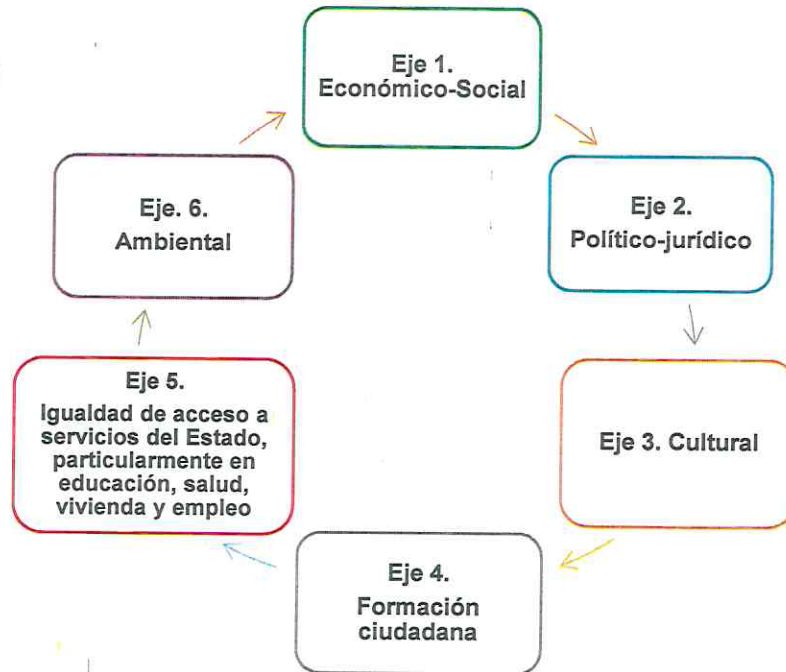 Eje 1.
Económico-Social
Eje 2.
Político-jurídico
Eje 3. Cultural
Eje 4.
Formación
ciudadana
Eje 5.
Igualdad de acceso a
servicios del Estado,
particularmente en
educación, salud,
vivienda y empleo
Eje. 6.
Ambiental